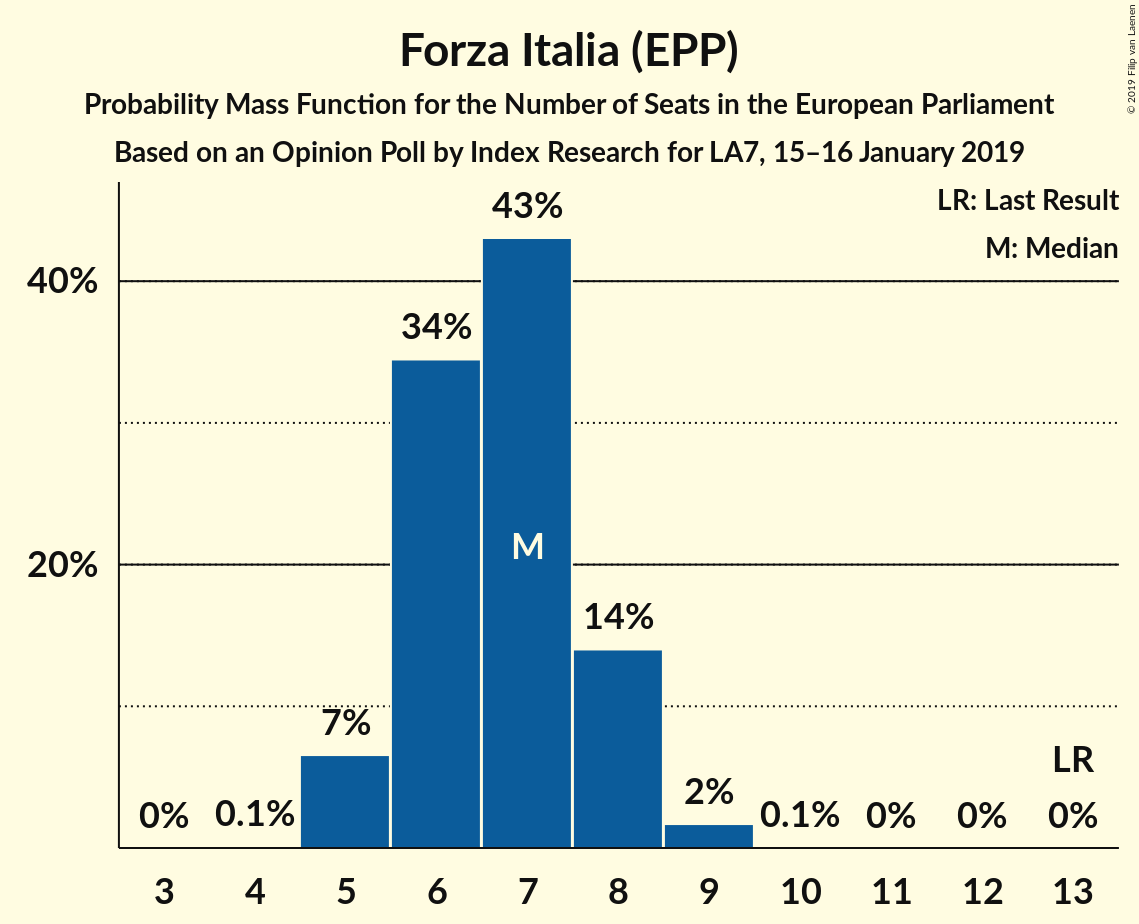 Forza Italia (EPP)
Probability Mass Function for the Number of Seats in the European Parliament
Based on an Opinion Poll by Index Research for LA7, 15–16 January 2019
© 2019 Filip van Laenen
LR: Last Result
M: Median
43%
40%
34%
M
20%
14%
7%
LR
2%
0% 0.1% 0.1% 0% 0% 0%
3 4 5 6 7 8 9 10 11 12 13